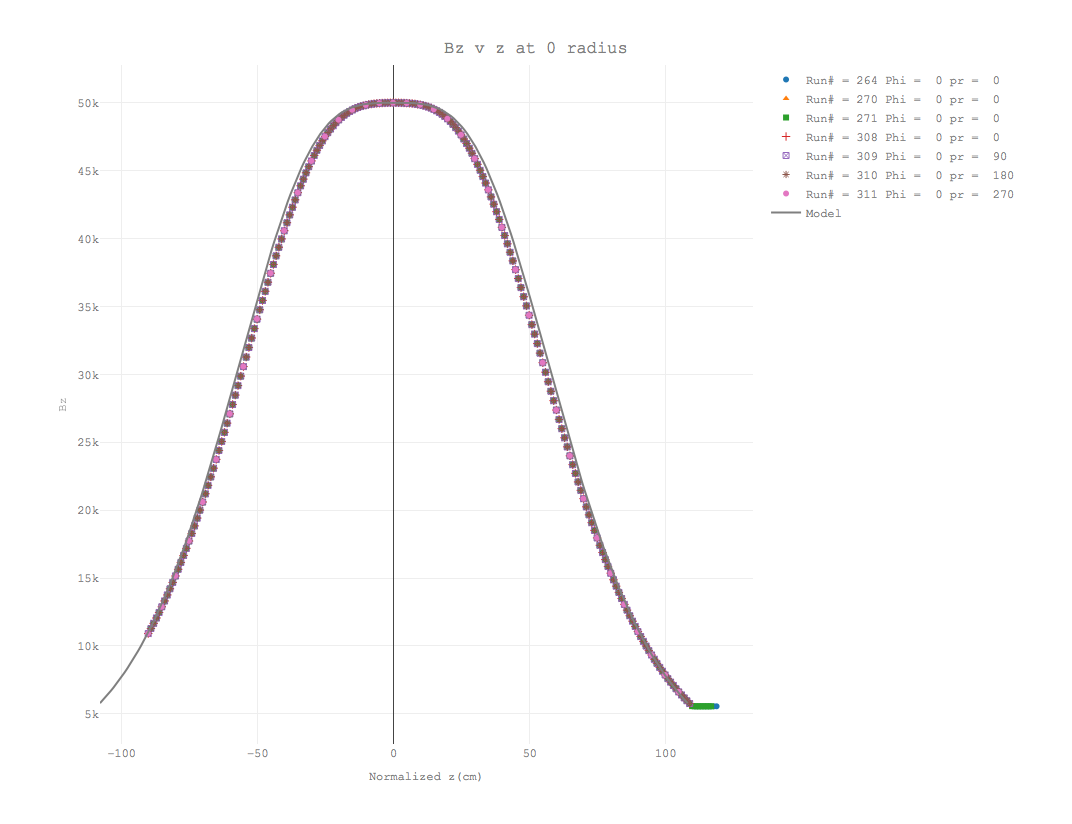 Bz v z at 0 radius
Run# = 264 Phi =  0 pr =  0
Run# = 270 Phi =  0 pr =  0
Run# = 271 Phi =  0 pr =  0
Run# = 308 Phi =  0 pr =  0
Run# = 309 Phi =  0 pr =  90
Run# = 310 Phi =  0 pr =  180
Run# = 311 Phi =  0 pr =  270
Model
50k
45k
40k
35k
30k
25k
20k
15k
10k
5k
Bz
−100
−50
0
50
100
Normalized z(cm)